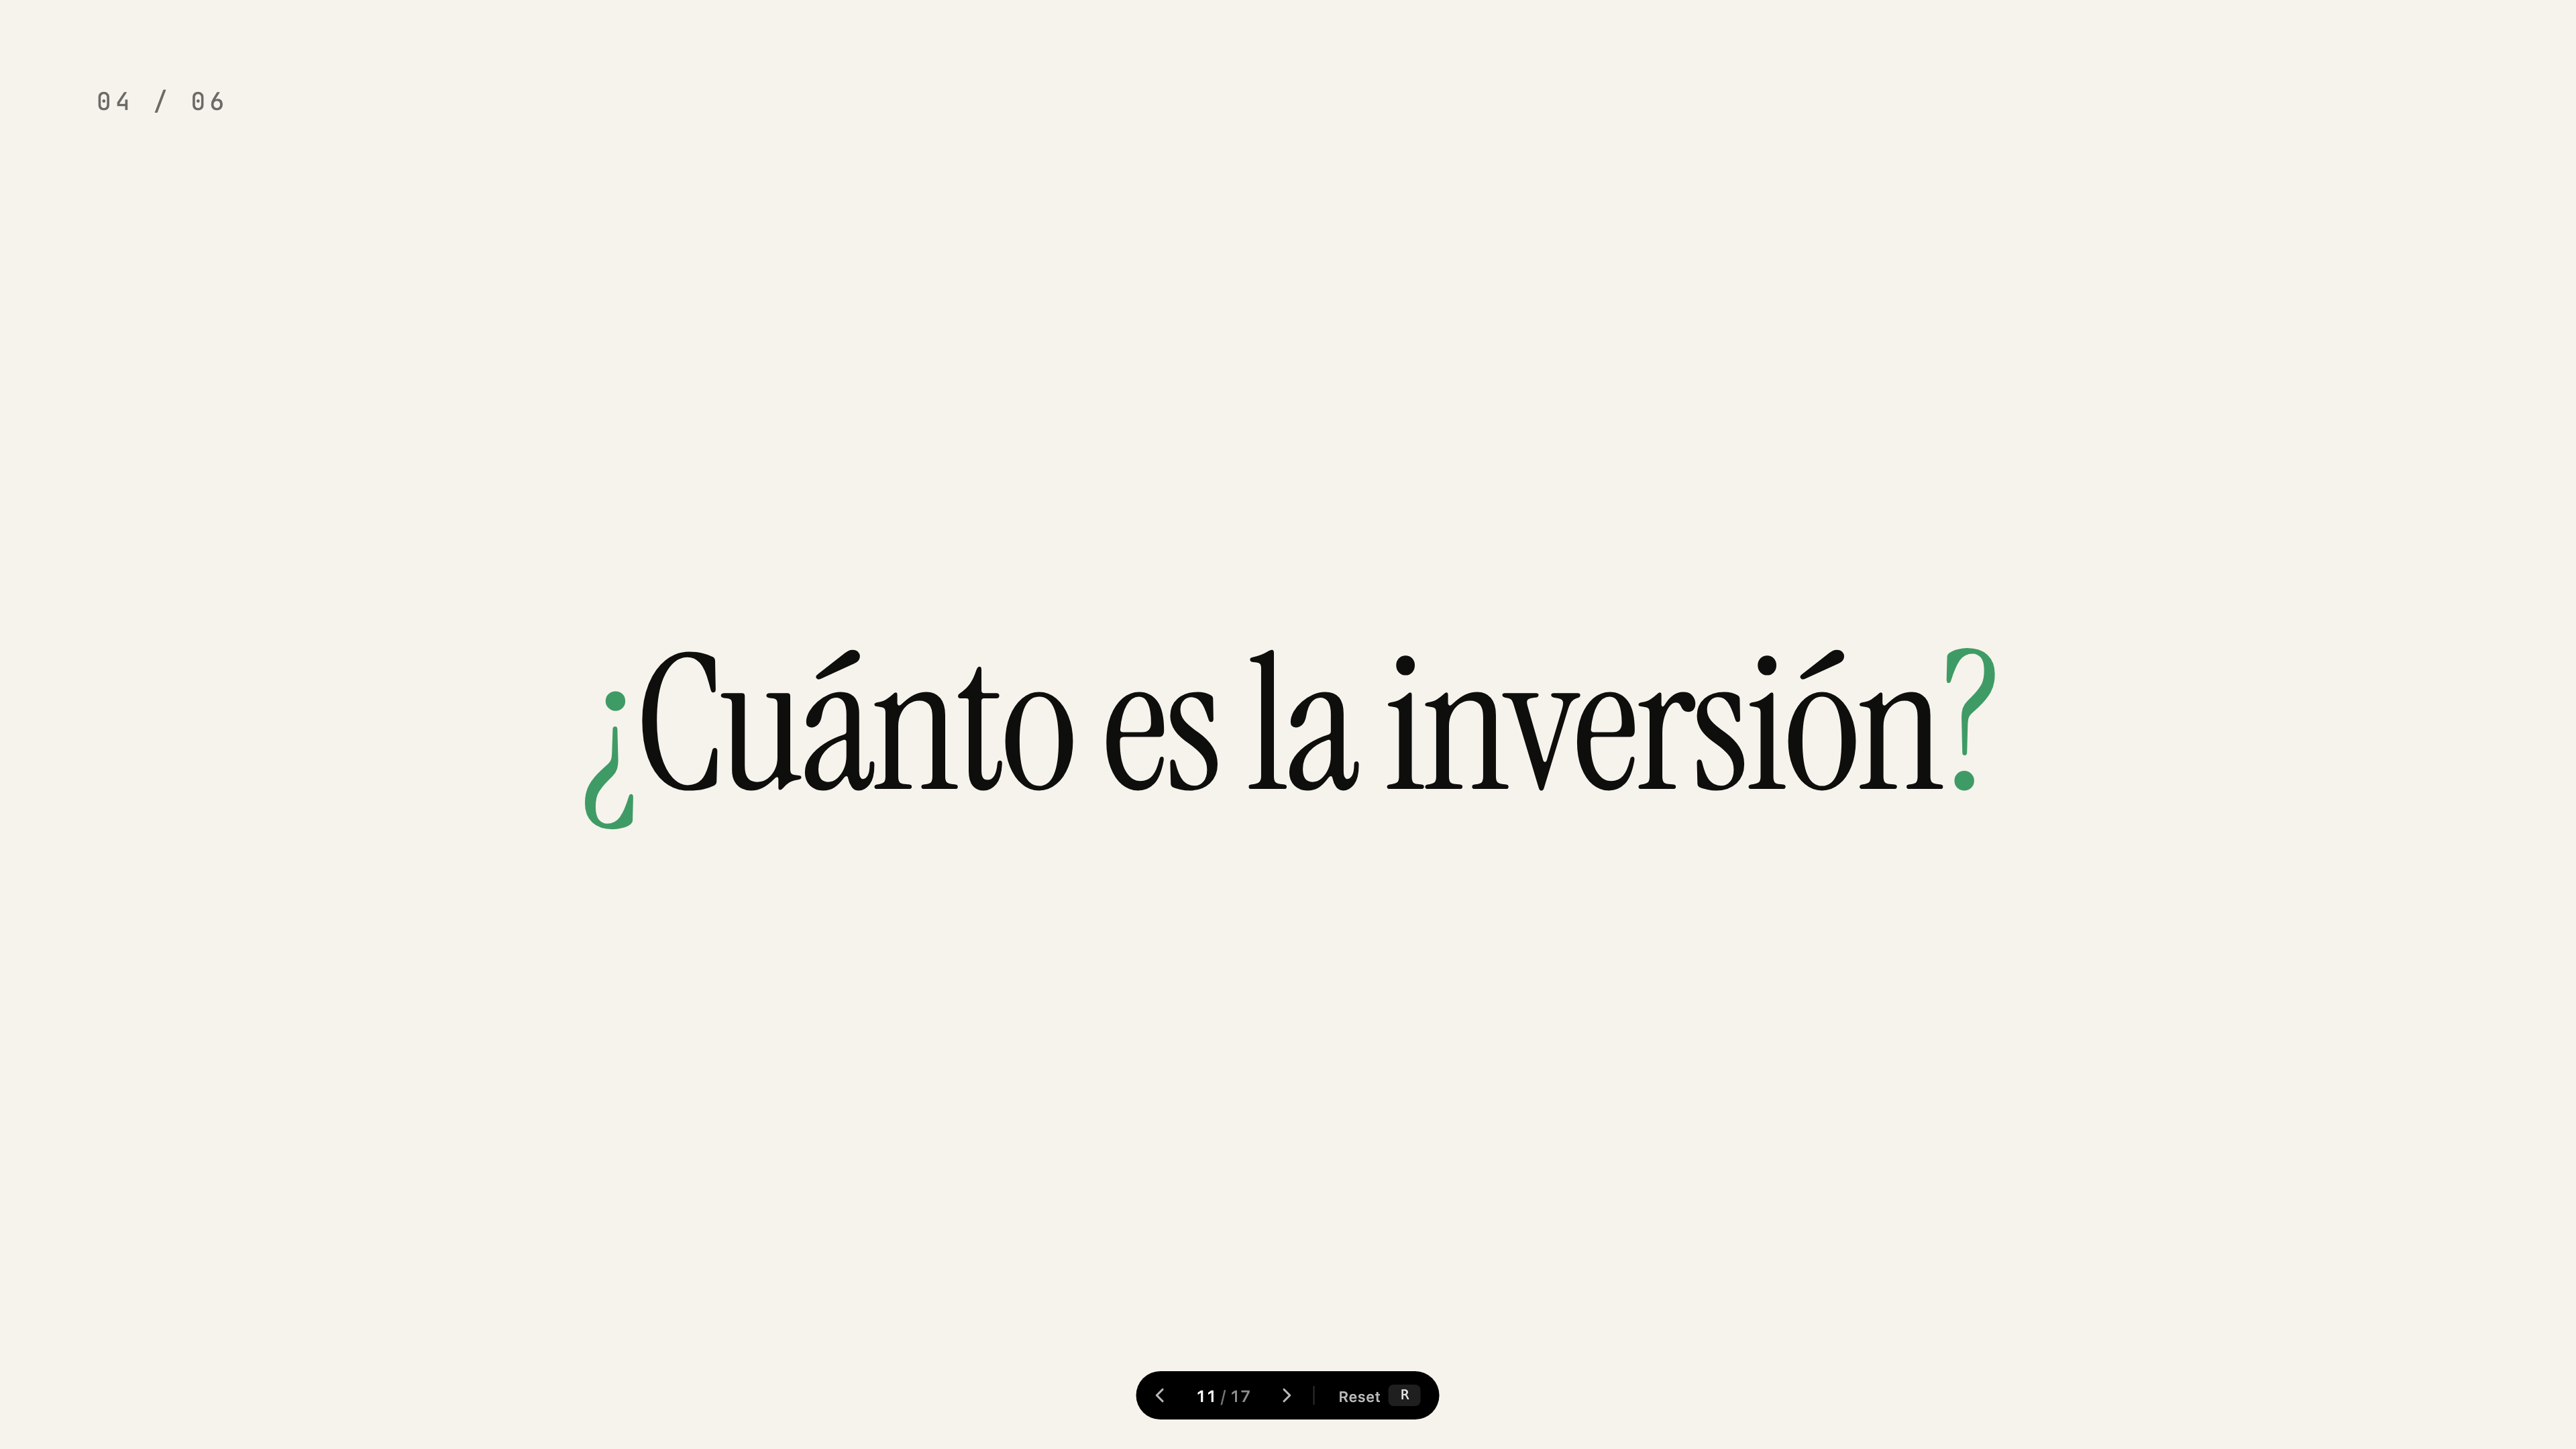 04 / 06
¿Cuánto es la inversión?
11 / 17 Reset R